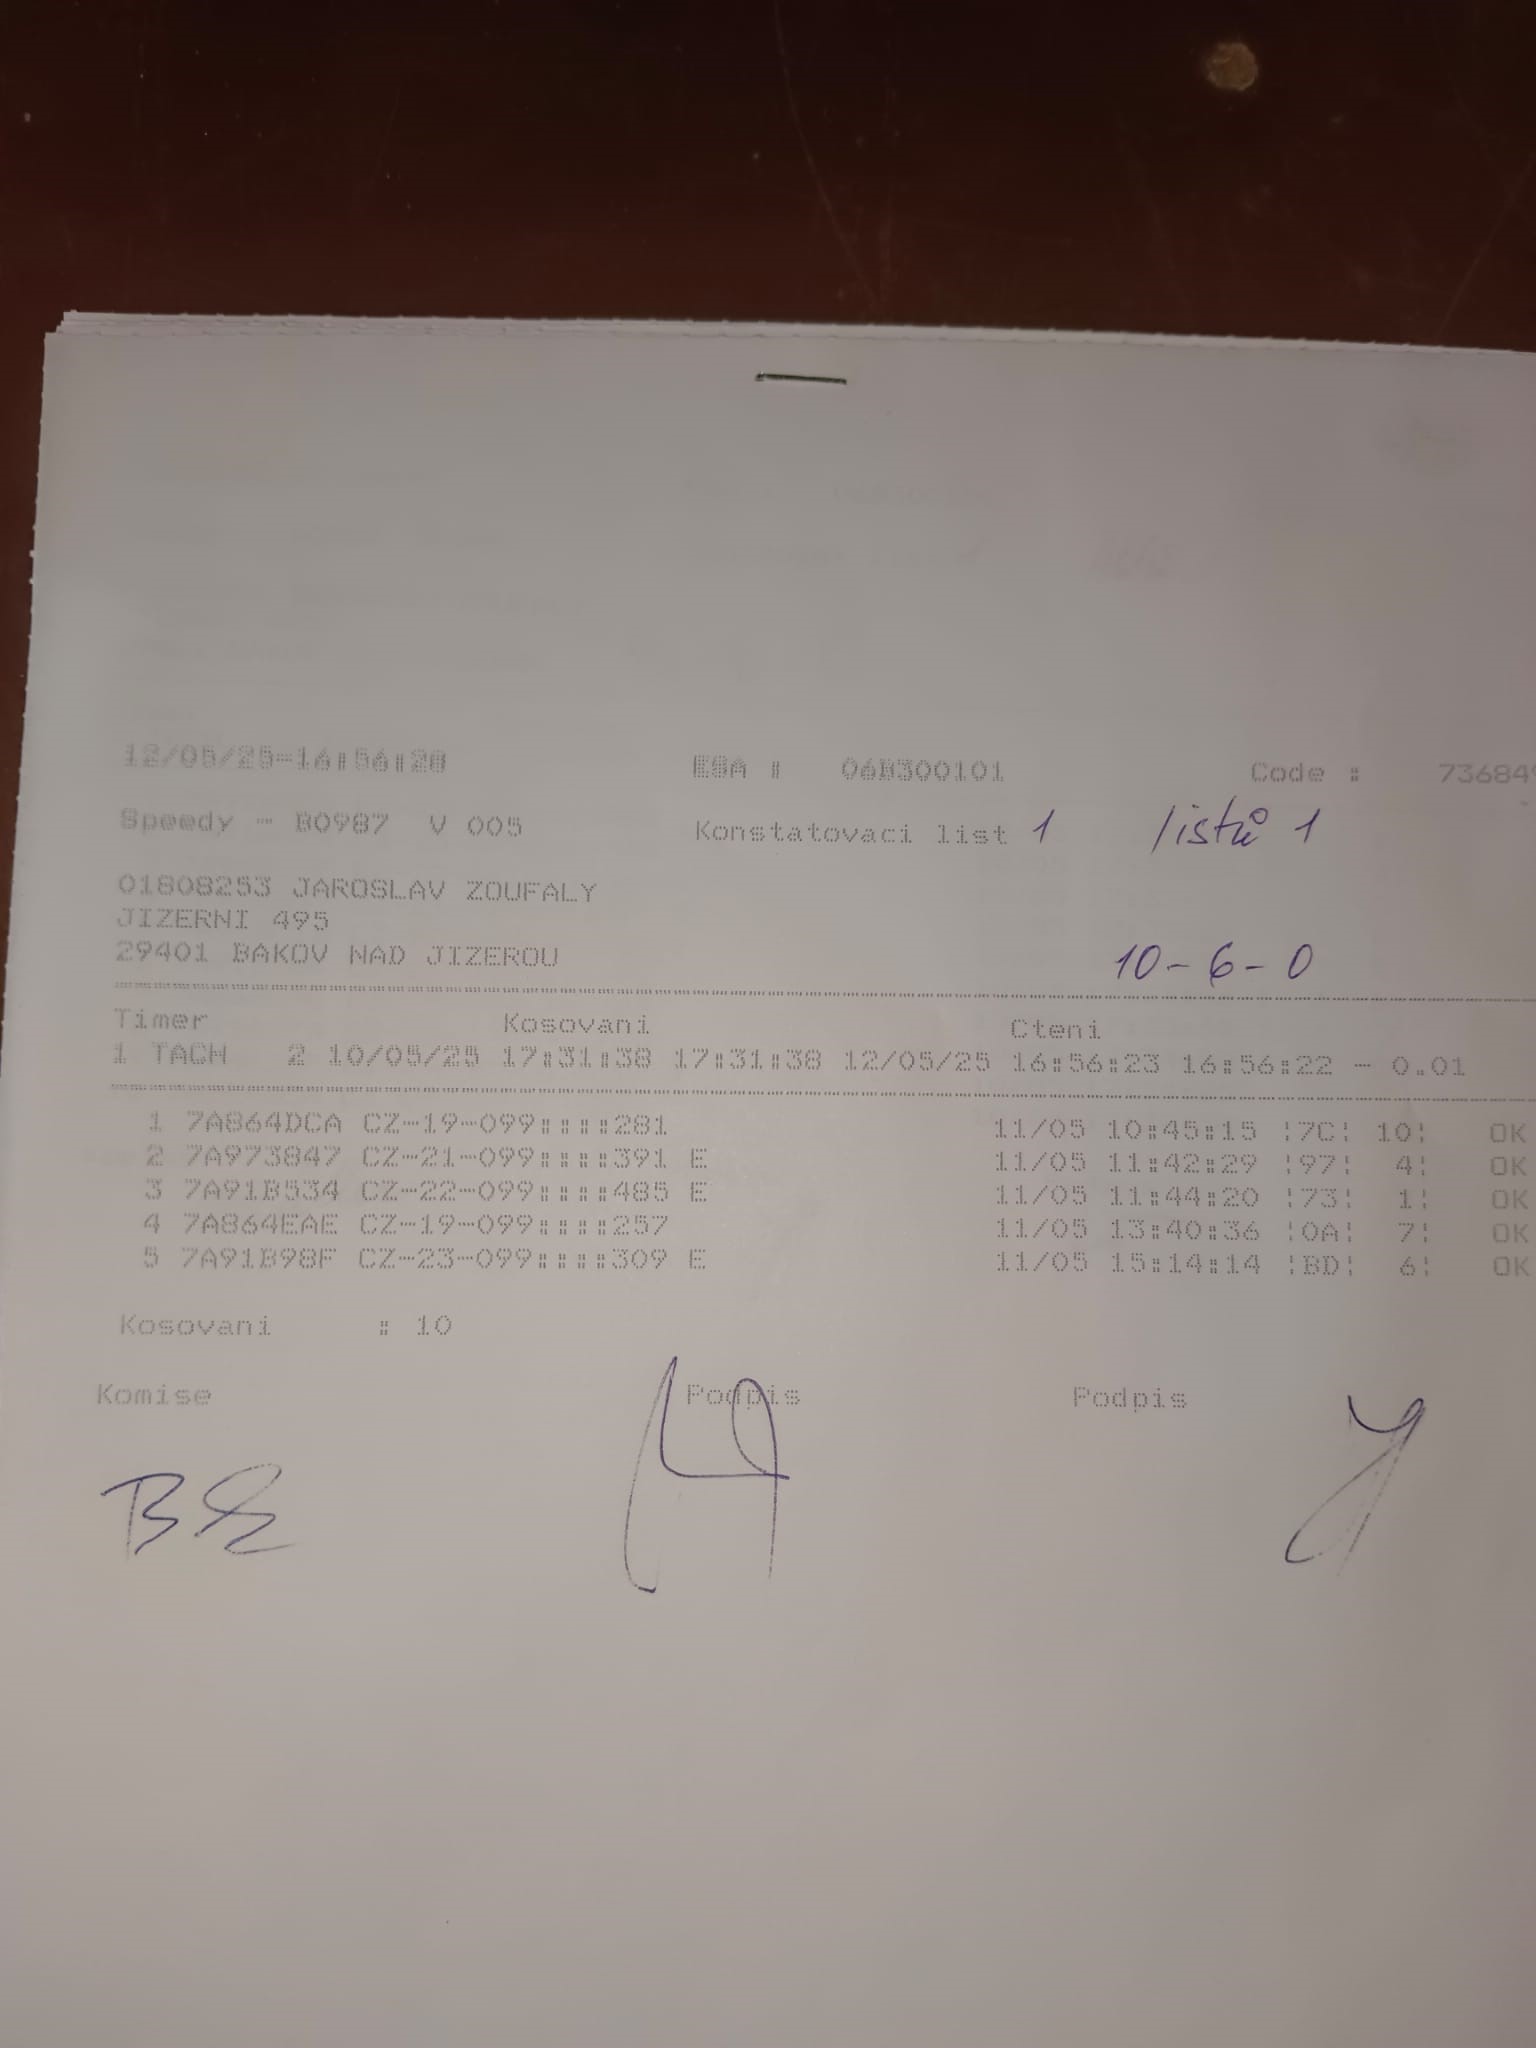 12/05/25-16:56:28 ESA : 06B300101 Code : 736849
Speedy - B0987 V 005 Konstatovaci list 1 listů 1
01808253 JAROSLAV ZOUFALY
JIZERNI 495
29401 BAKOV NAD JIZEROU 10-6-0
Timer Kosovani Cteni
1 TACH 2 10/05/25 17:31:38 17:31:38 12/05/25 16:56:23 16:56:22 - 0.01
1 7A864DCA CZ-19-099::::281 11/05 10:45:15 ¦7C¦ 10¦ OK
2 7A973847 CZ-21-099::::391 E 11/05 11:42:29 ¦97¦ 4¦ OK
3 7A91B534 CZ-22-099::::485 E 11/05 11:44:20 ¦73¦ 1¦ OK
4 7A864EAE CZ-19-099::::257 11/05 13:40:36 ¦0A¦ 7¦ OK
5 7A91B98F CZ-23-099::::309 E 11/05 15:14:14 ¦BD¦ 6¦ OK
Kosovani : 10
Komise Podpis Podpis